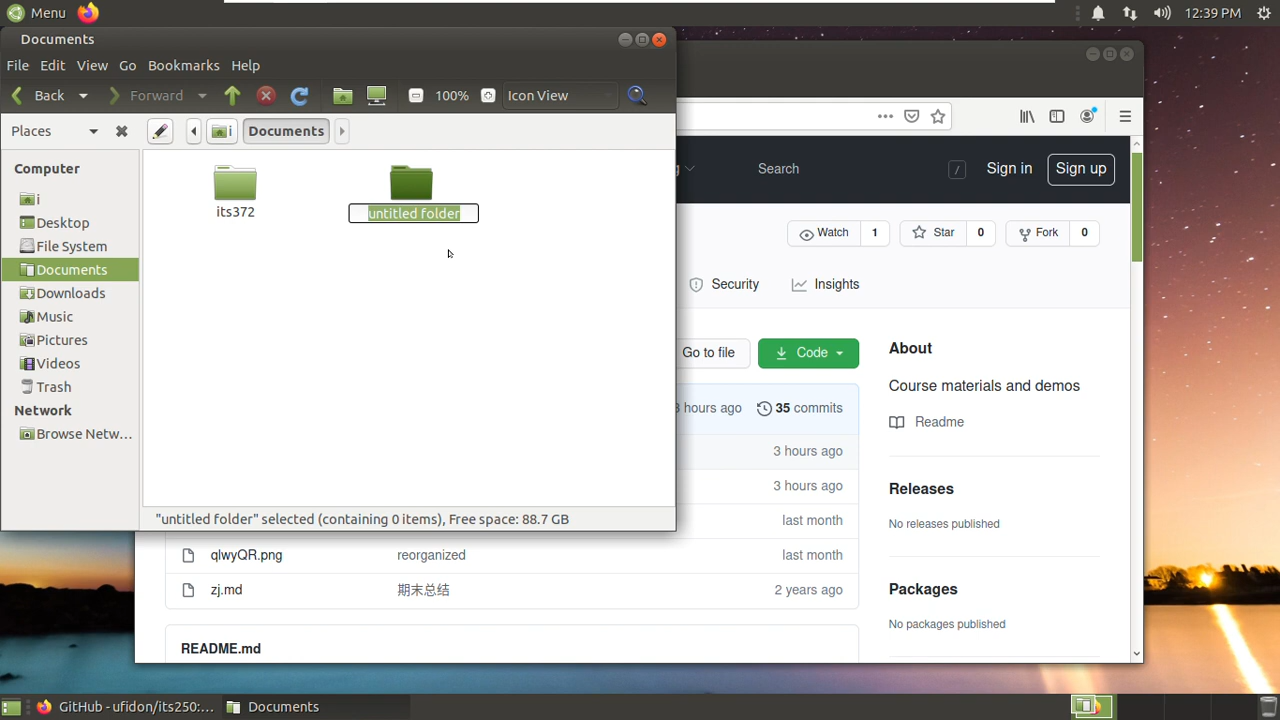 Menu
12:39 PM
Documents
File Edit View Go Bookmarks Help
Back Forward 100% Icon View
Places i Documents
Computer
i
Desktop
File System
Documents
Downloads
Music
Pictures
Videos
Trash
Network
Browse Netw...
its372
untitled folder
"untitled folder" selected (containing 0 items), Free space: 88.7 GB
Search / Sign in Sign up
Watch 1 Star 0 Fork 0
Security Insights
Go to file Code
hours ago 35 commits
3 hours ago
3 hours ago
last month
qlwyQR.png reorganized last month
zj.md 期末总结 2 years ago
README.md
About
Course materials and demos
Readme
Releases
No releases published
Packages
No packages published
GitHub - ufidon/its250:... Documents